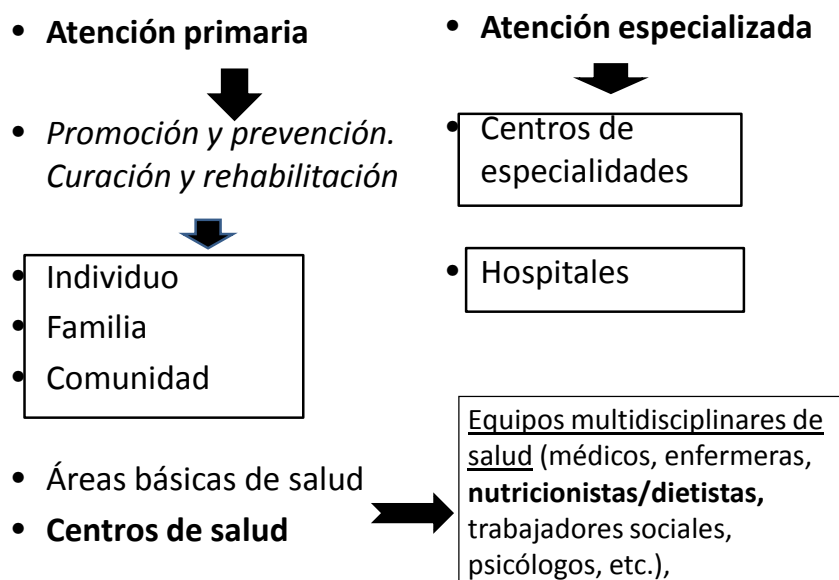 • Atención primaria
• Promoción y prevención.
Curación y rehabilitación
• Individuo
• Familia
• Comunidad
• Áreas básicas de salud
• Centros de salud
• Atención especializada
• Centros de
especialidades
• Hospitales
Equipos multidisciplinares de
salud (médicos, enfermeras,
nutricionistas/dietistas,
trabajadores sociales,
psicólogos, etc.),